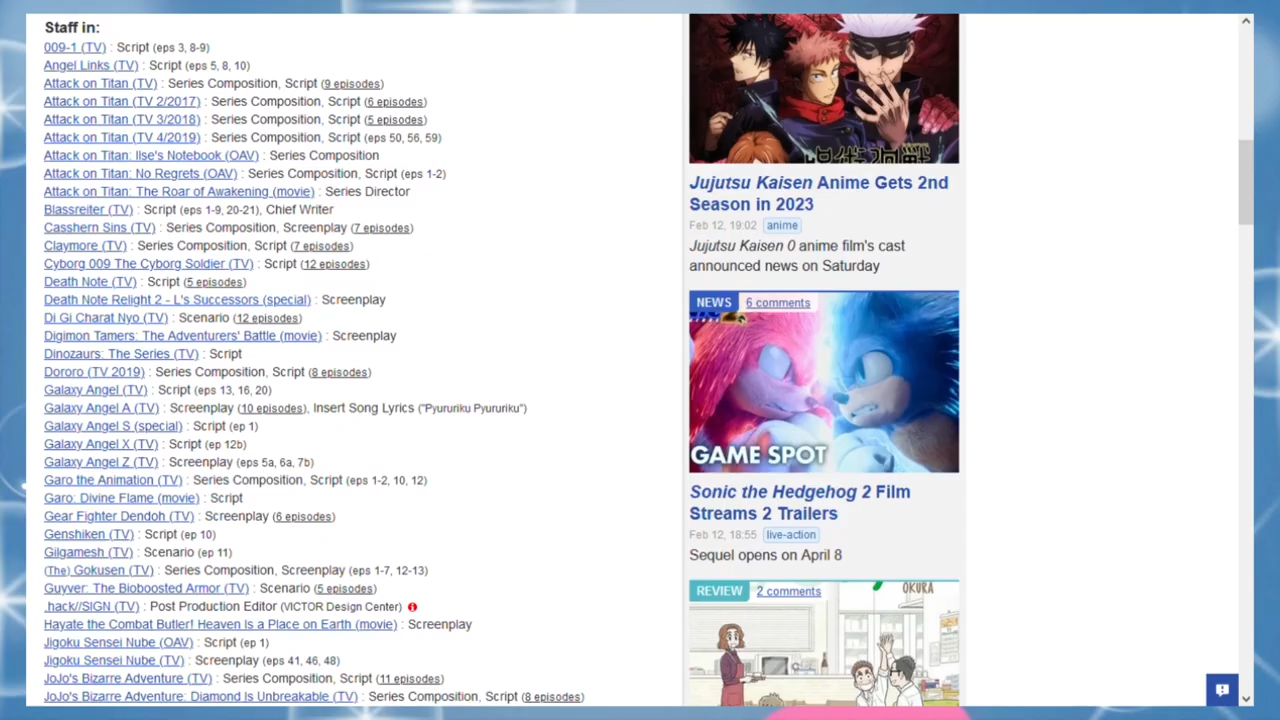 Staff in:
009-1 (TV) : Script (eps 3, 8-9)
Angel Links (TV) : Script (eps 5, 8, 10)
Attack on Titan (TV) : Series Composition, Script (9 episodes)
Attack on Titan (TV 2/2017) : Series Composition, Script (6 episodes)
Attack on Titan (TV 3/2018) : Series Composition, Script (5 episodes)
Attack on Titan (TV 4/2019) : Series Composition, Script (eps 50, 56, 59)
Attack on Titan: Ilse's Notebook (OAV) : Series Composition
Attack on Titan: No Regrets (OAV) : Series Composition, Script (eps 1-2)
Attack on Titan: The Roar of Awakening (movie) : Series Director
Blassreiter (TV) : Script (eps 1-9, 20-21), Chief Writer
Casshern Sins (TV) : Series Composition, Screenplay (7 episodes)
Claymore (TV) : Series Composition, Script (7 episodes)
Cyborg 009 The Cyborg Soldier (TV) : Script (12 episodes)
Death Note (TV) : Script (5 episodes)
Death Note Relight 2 - L's Successors (special) : Screenplay
Di Gi Charat Nyo (TV) : Scenario (12 episodes)
Digimon Tamers: The Adventurers' Battle (movie) : Screenplay
Dinozaurs: The Series (TV) : Script
Dororo (TV 2019) : Series Composition, Script (8 episodes)
Galaxy Angel (TV) : Script (eps 13, 16, 20)
Galaxy Angel A (TV) : Screenplay (10 episodes), Insert Song Lyrics ("Pyururiku Pyururiku")
Galaxy Angel S (special) : Script (ep 1)
Galaxy Angel X (TV) : Script (ep 12b)
Galaxy Angel Z (TV) : Screenplay (eps 5a, 6a, 7b)
Garo the Animation (TV) : Series Composition, Script (eps 1-2, 10, 12)
Garo: Divine Flame (movie) : Script
Gear Fighter Dendoh (TV) : Screenplay (6 episodes)
Genshiken (TV) : Script (ep 10)
Gilgamesh (TV) : Scenario (ep 11)
(The) Gokusen (TV) : Series Composition, Screenplay (eps 1-7, 12-13)
Guyver: The Bioboosted Armor (TV) : Scenario (5 episodes)
.hack//SIGN (TV) : Post Production Editor (VICTOR Design Center)
Hayate the Combat Butler! Heaven Is a Place on Earth (movie) : Screenplay
Jigoku Sensei Nube (OAV) : Script (ep 1)
Jigoku Sensei Nube (TV) : Screenplay (eps 41, 46, 48)
JoJo's Bizarre Adventure (TV) : Series Composition, Script (11 episodes)
JoJo's Bizarre Adventure: Diamond Is Unbreakable (TV) : Series Composition, Script (8 episodes)
Jujutsu Kaisen Anime Gets 2nd
Season in 2023
Feb 12, 19:02 anime
Jujutsu Kaisen 0 anime film's cast
announced news on Saturday
NEWS 6 comments
GAME SPOT
Sonic the Hedgehog 2 Film
Streams 2 Trailers
Feb 12, 18:55 live-action
Sequel opens on April 8
REVIEW 2 comments
OKURA